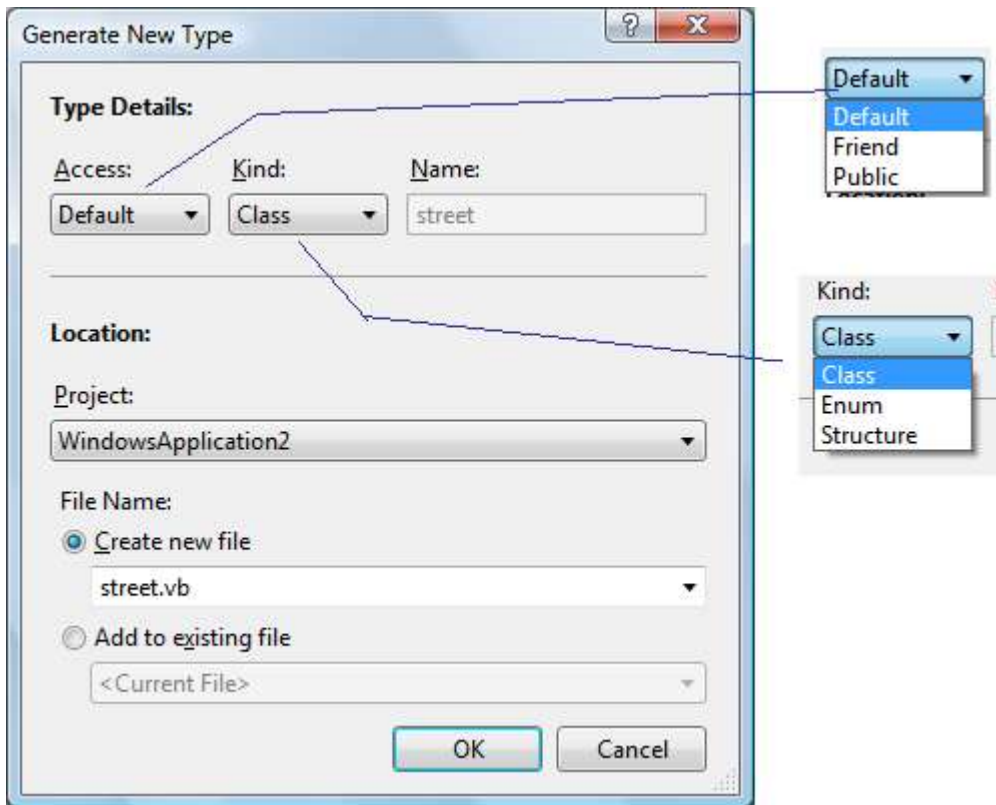 Generate New Type
?
Type Details:
Access:
Kind:
Name:
Default
Class
street
Location:
Project:
WindowsApplication2
File Name:
Create new file
street.vb
Add to existing file
<Current File>
OK
Cancel
Default
Default
Friend
Public
Location:
Kind:
Class
Class
Enum
Structure